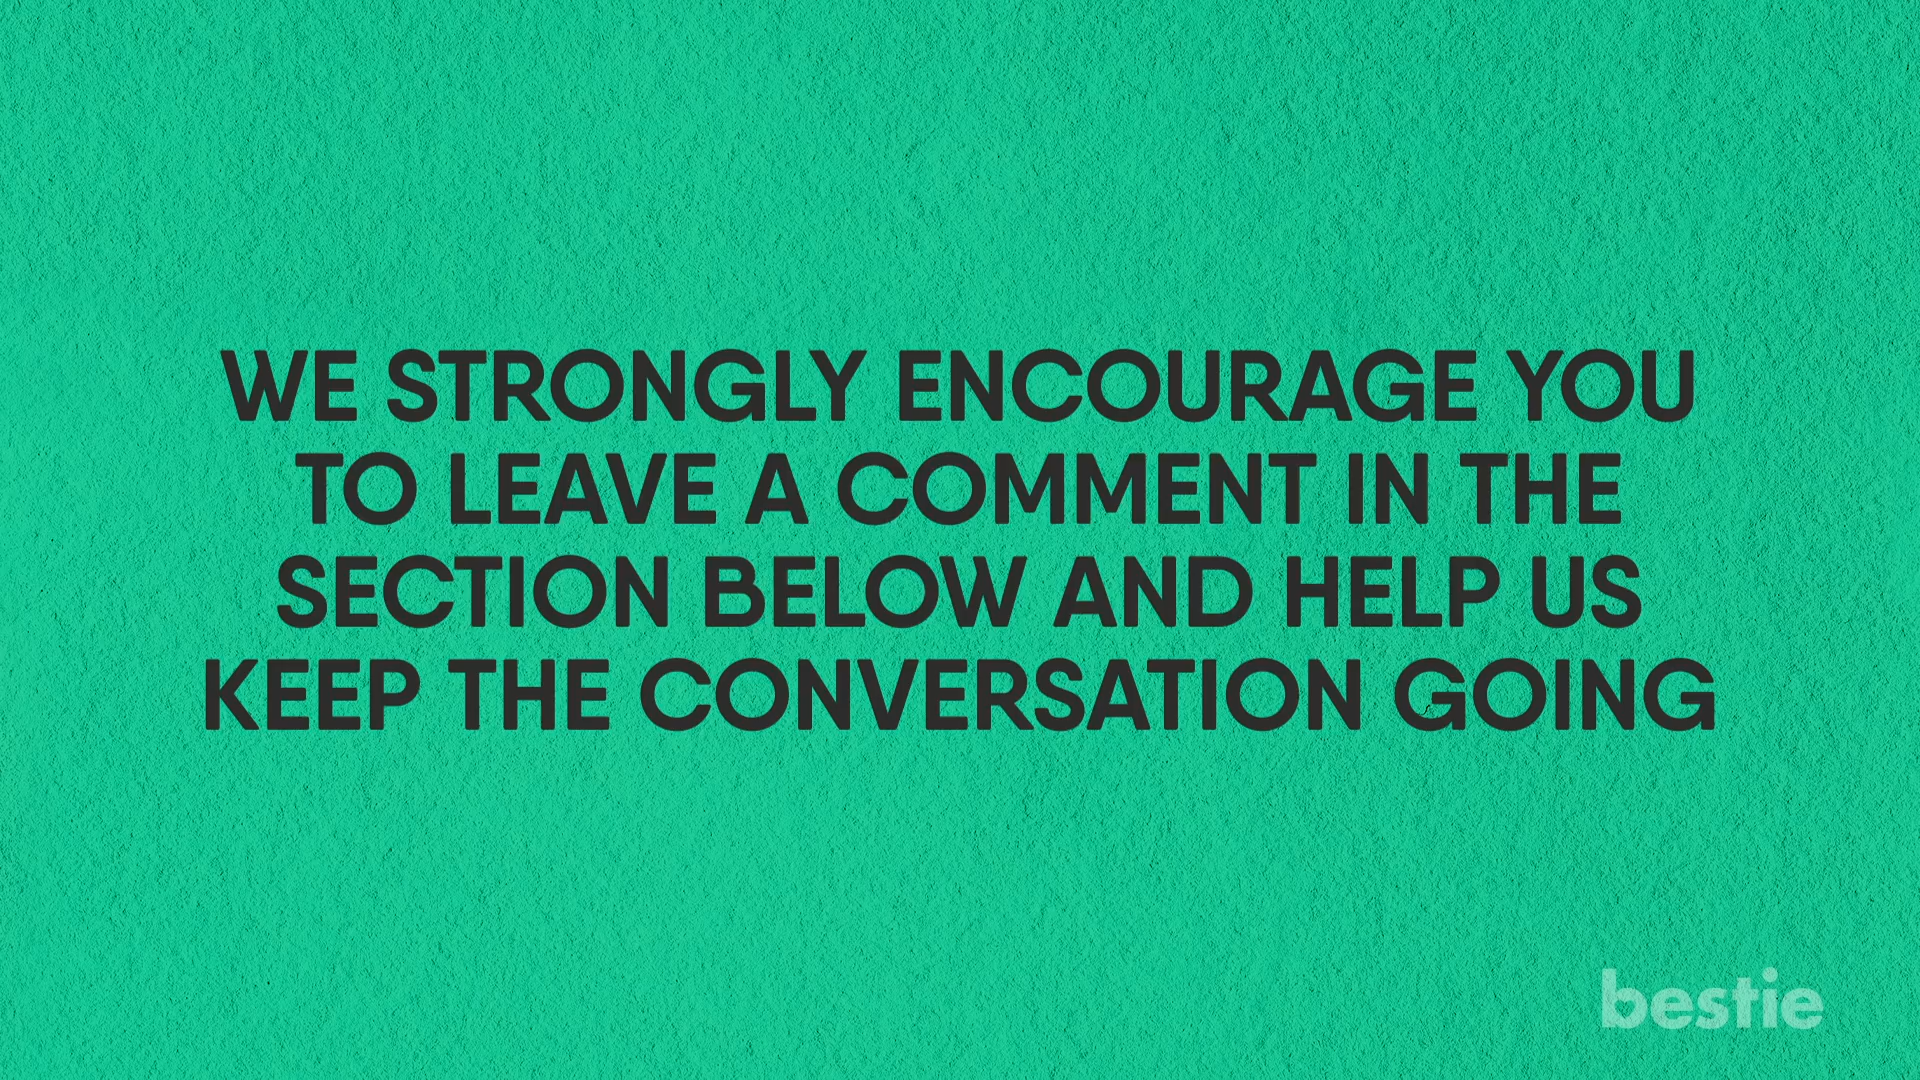 WE STRONGLY ENCOURAGE YOU
TO LEAVE A COMMENT IN THE
SECTION BELOW AND HELP US
KEEP THE CONVERSATION GOING
bestie